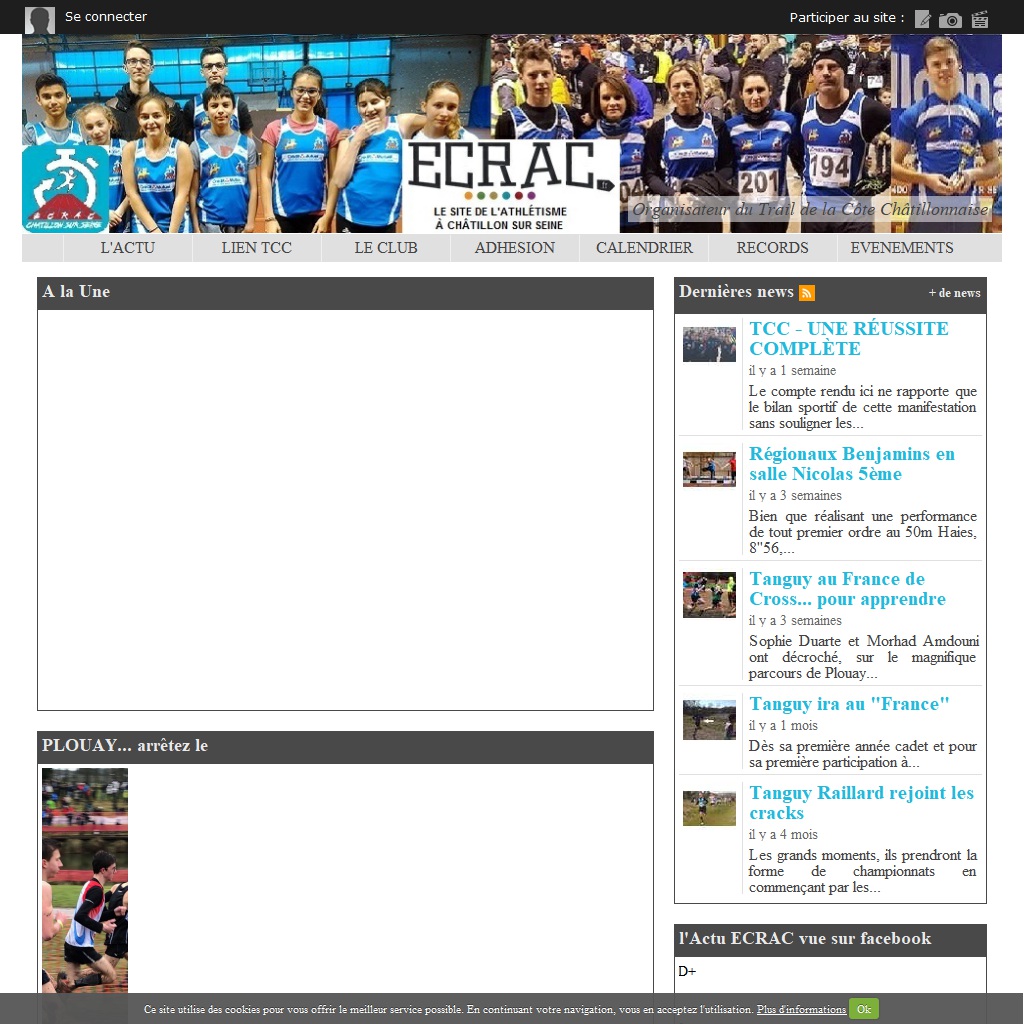 Se connecter
Participer au site :
ECRAC
CHATILLON SUR SEINE
ECRAC
LE SITE DE L'ATHLÉTISME
À CHÂTILLON SUR SEINE
04
201
194
Organisateur du Trail de la Côte Châtillonnaise
L'ACTU
LIEN TCC
LE CLUB
ADHESION
CALENDRIER
RECORDS
EVENEMENTS
A la Une
PLOUAY... arrêtez le
Dernières news
+ de news
TCC - UNE RÉUSSITE
COMPLÈTE
il y a 1 semaine
Le compte rendu ici ne rapporte que
le bilan sportif de cette manifestation
sans souligner les...
Régionaux Benjamins en
salle Nicolas 5ème
il y a 3 semaines
Bien que réalisant une performance
de tout premier ordre au 50m Haies,
8"56,...
Tanguy au France de
Cross... pour apprendre
il y a 3 semaines
Sophie Duarte et Morhad Amdouni
ont décroché, sur le magnifique
parcours de Plouay...
Tanguy ira au "France"
il y a 1 mois
Dès sa première année cadet et pour
sa première participation à...
Tanguy Raillard rejoint les
cracks
il y a 4 mois
Les grands moments, ils prendront la
forme de championnats en
commençant par les...
l'Actu ECRAC vue sur facebook
D+
Ce site utilise des cookies pour vous offrir le meilleur service possible. En continuant votre navigation, vous en acceptez l'utilisation. Plus d'informations Ok